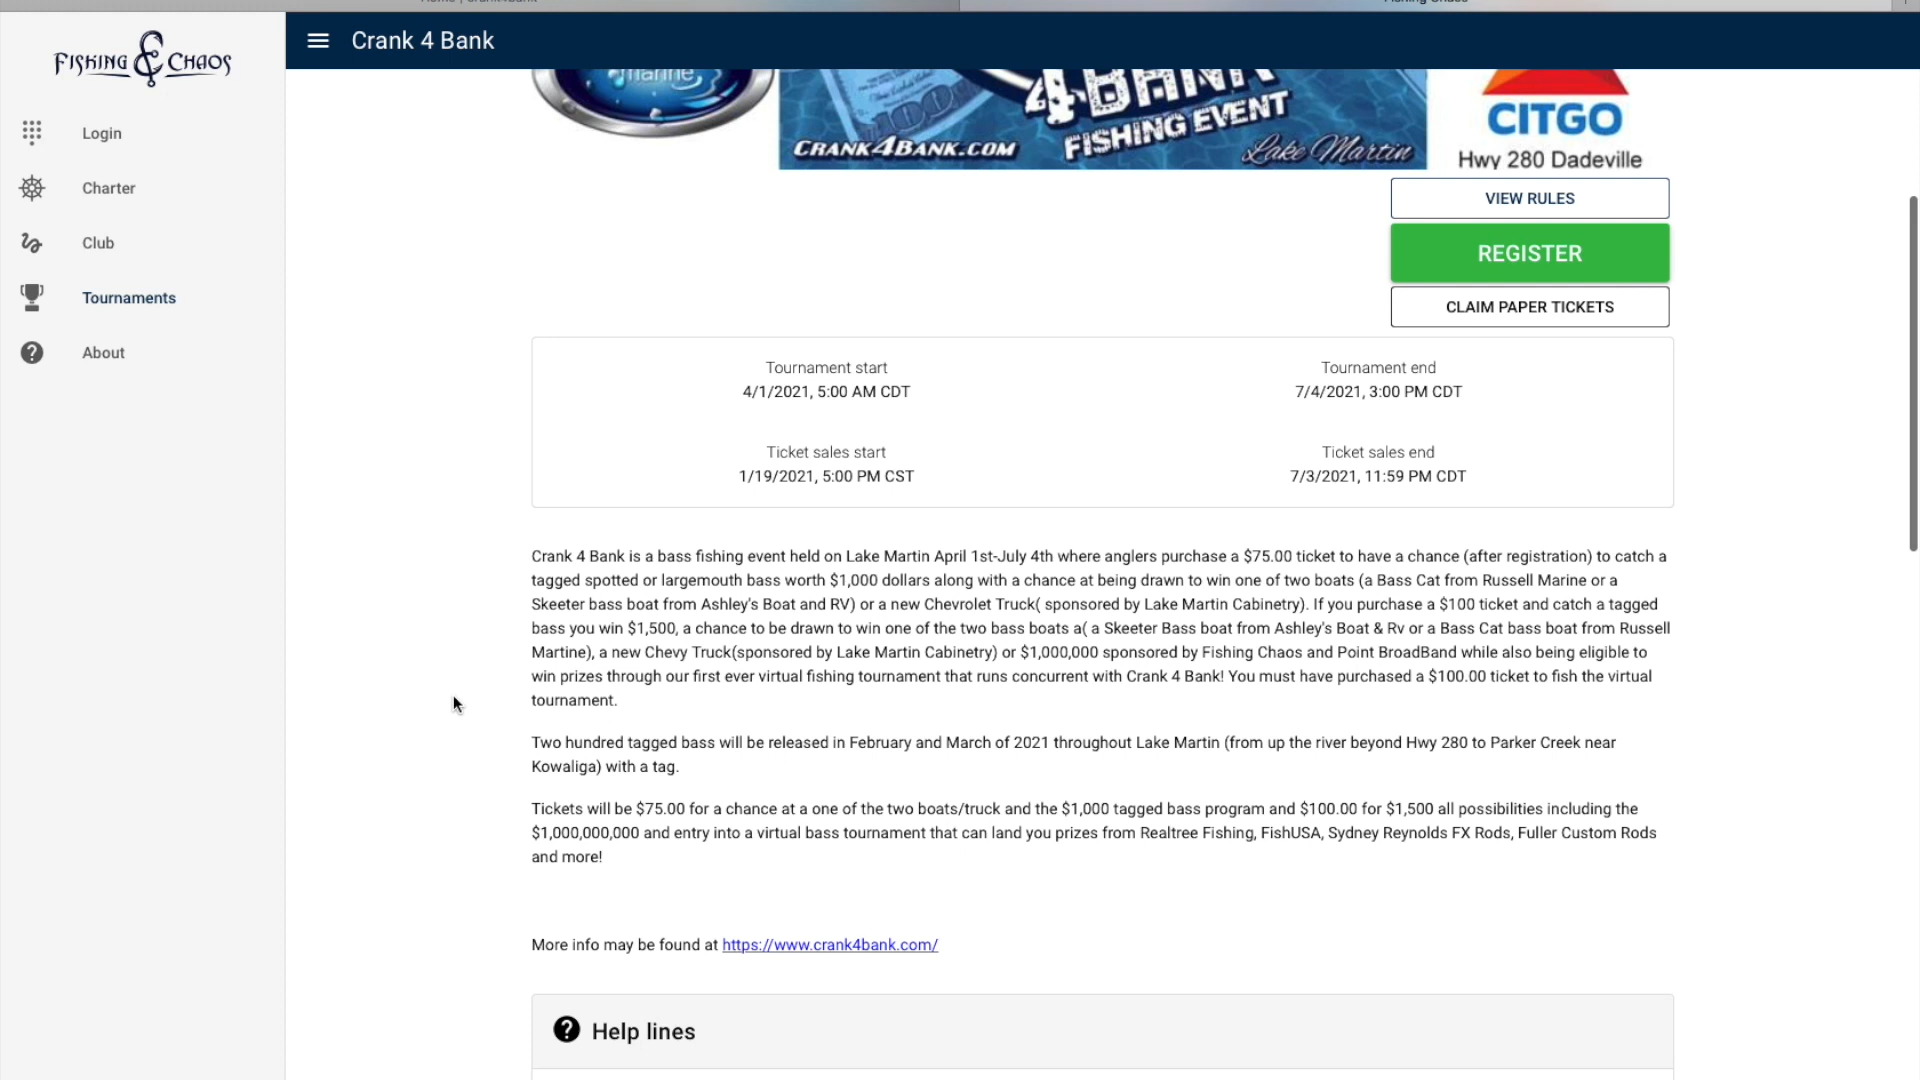 Fishing Chaos
Crank 4 Bank
Login
Charter
Club
Tournaments
About
marine
4 BANK
FISHING EVENT
CRANK4BANK.COM
Lake Martin
CITGO
Hwy 280 Dadeville
VIEW RULES
REGISTER
CLAIM PAPER TICKETS
Tournament start
4/1/2021, 5:00 AM CDT
Tournament end
7/4/2021, 3:00 PM CDT
Ticket sales start
1/19/2021, 5:00 PM CST
Ticket sales end
7/3/2021, 11:59 PM CDT
Crank 4 Bank is a bass fishing event held on Lake Martin April 1st-July 4th where anglers purchase a $75.00 ticket to have a chance (after registration) to catch a
tagged spotted or largemouth bass worth $1,000 dollars along with a chance at being drawn to win one of two boats (a Bass Cat from Russell Marine or a
Skeeter bass boat from Ashley's Boat and RV) or a new Chevrolet Truck( sponsored by Lake Martin Cabinetry). If you purchase a $100 ticket and catch a tagged
bass you win $1,500, a chance to be drawn to win one of the two bass boats a( a Skeeter Bass boat from Ashley's Boat & Rv or a Bass Cat bass boat from Russell
Martine), a new Chevy Truck(sponsored by Lake Martin Cabinetry) or $1,000,000 sponsored by Fishing Chaos and Point BroadBand while also being eligible to
win prizes through our first ever virtual fishing tournament that runs concurrent with Crank 4 Bank! You must have purchased a $100.00 ticket to fish the virtual
tournament.
Two hundred tagged bass will be released in February and March of 2021 throughout Lake Martin (from up the river beyond Hwy 280 to Parker Creek near
Kowaliga) with a tag.
Tickets will be $75.00 for a chance at a one of the two boats/truck and the $1,000 tagged bass program and $100.00 for $1,500 all possibilities including the
$1,000,000,000 and entry into a virtual bass tournament that can land you prizes from Realtree Fishing, FishUSA, Sydney Reynolds FX Rods, Fuller Custom Rods
and more!
More info may be found at https://www.crank4bank.com/
Help lines